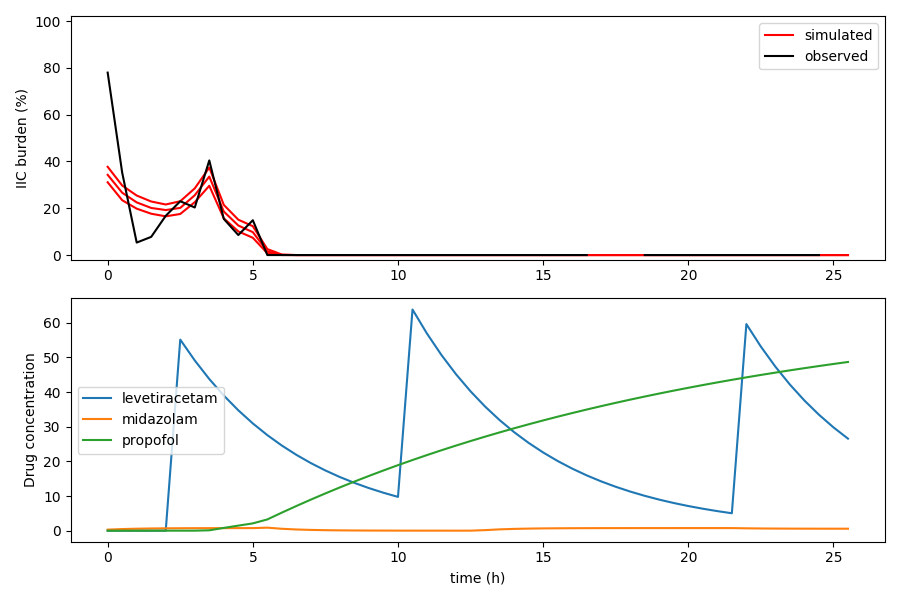 100
80
60
40
20
0
IIC burden (%)
simulated
observed
0 5 10 15 20 25
60
50
40
30
20
10
0
Drug concentration
levetiracetam
midazolam
propofol
0 5 10 15 20 25
time (h)